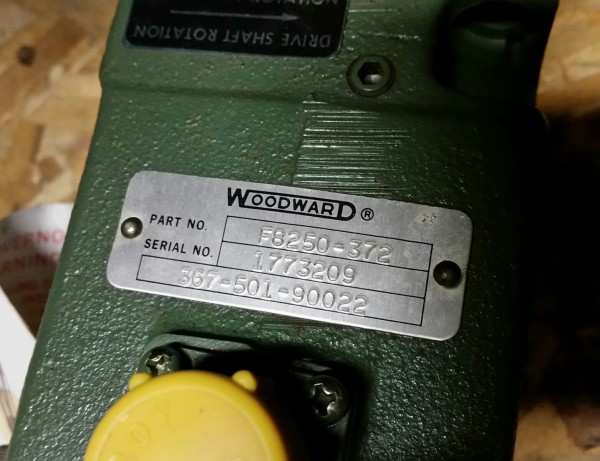 DRIVE SHAFT ROTATION
WOODWARD®
PART NO. F8250-372
SERIAL NO. 1773209
367-501-90022